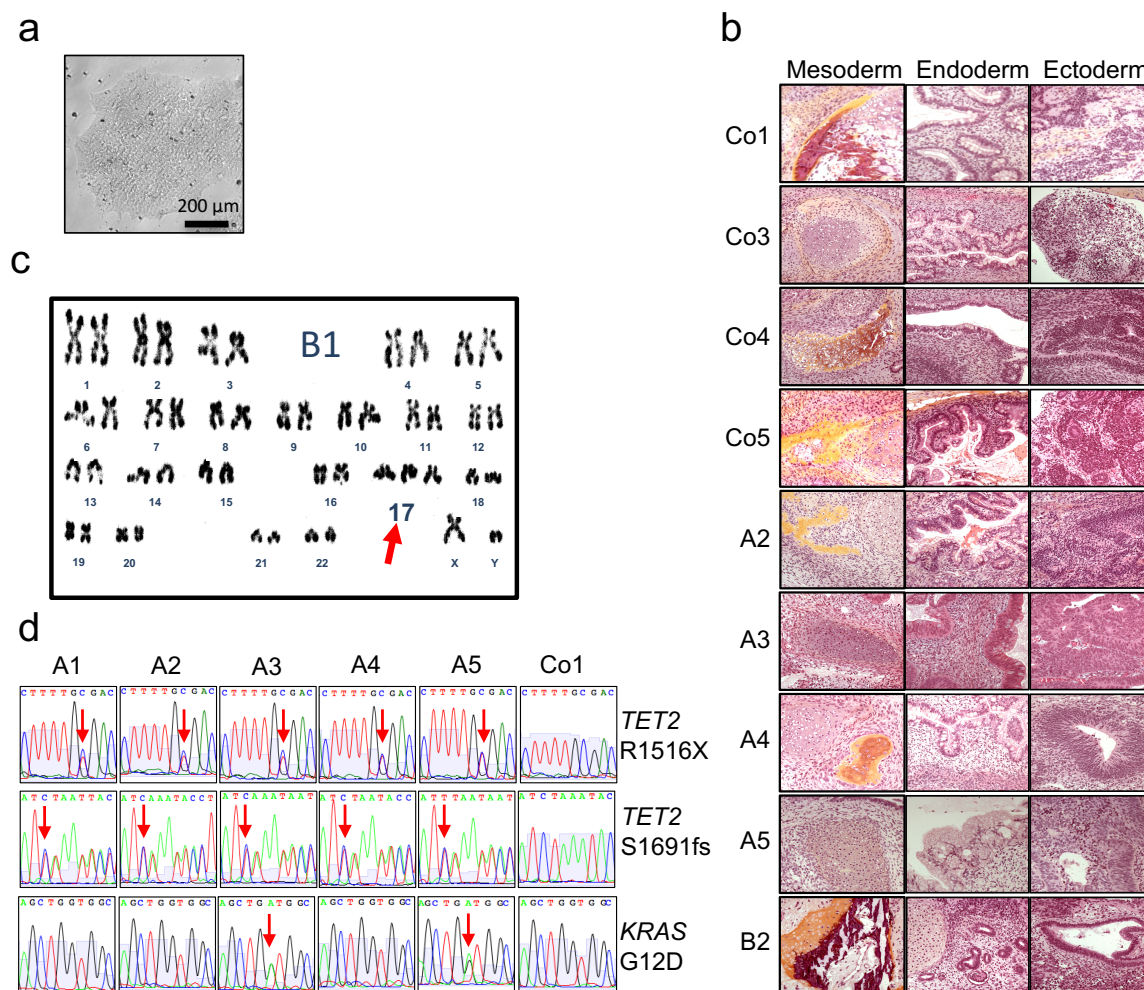 a
200 µm
b
Mesoderm Endoderm Ectoderm
Co1
Co3
Co4
Co5
A2
A3
A4
A5
B2
c
B1
1 2 3 4 5
6 7 8 9 10 11 12
13 14 15 16 17 18
19 20 21 22 X Y
d
A1 A2 A3 A4 A5 Co1
CTTTTGCGAC CTTTTGCGAC CTTTTGCGAC CTTTTGCGAC CTTTTGCGAC CTTTTGCGAC
TET2
R1516X
ATCTAATTAC ATCAAATACCT ATCAAATAAT ATCTAATACC ATTTAATAAT ATCTAAATAC
TET2
S1691fs
AGCTGGTGGC AGCTGGTGGC AGCTGATGGC AGCTGGTGGC AGCTGATGGC AGCTGGTGGC
KRAS
G12D